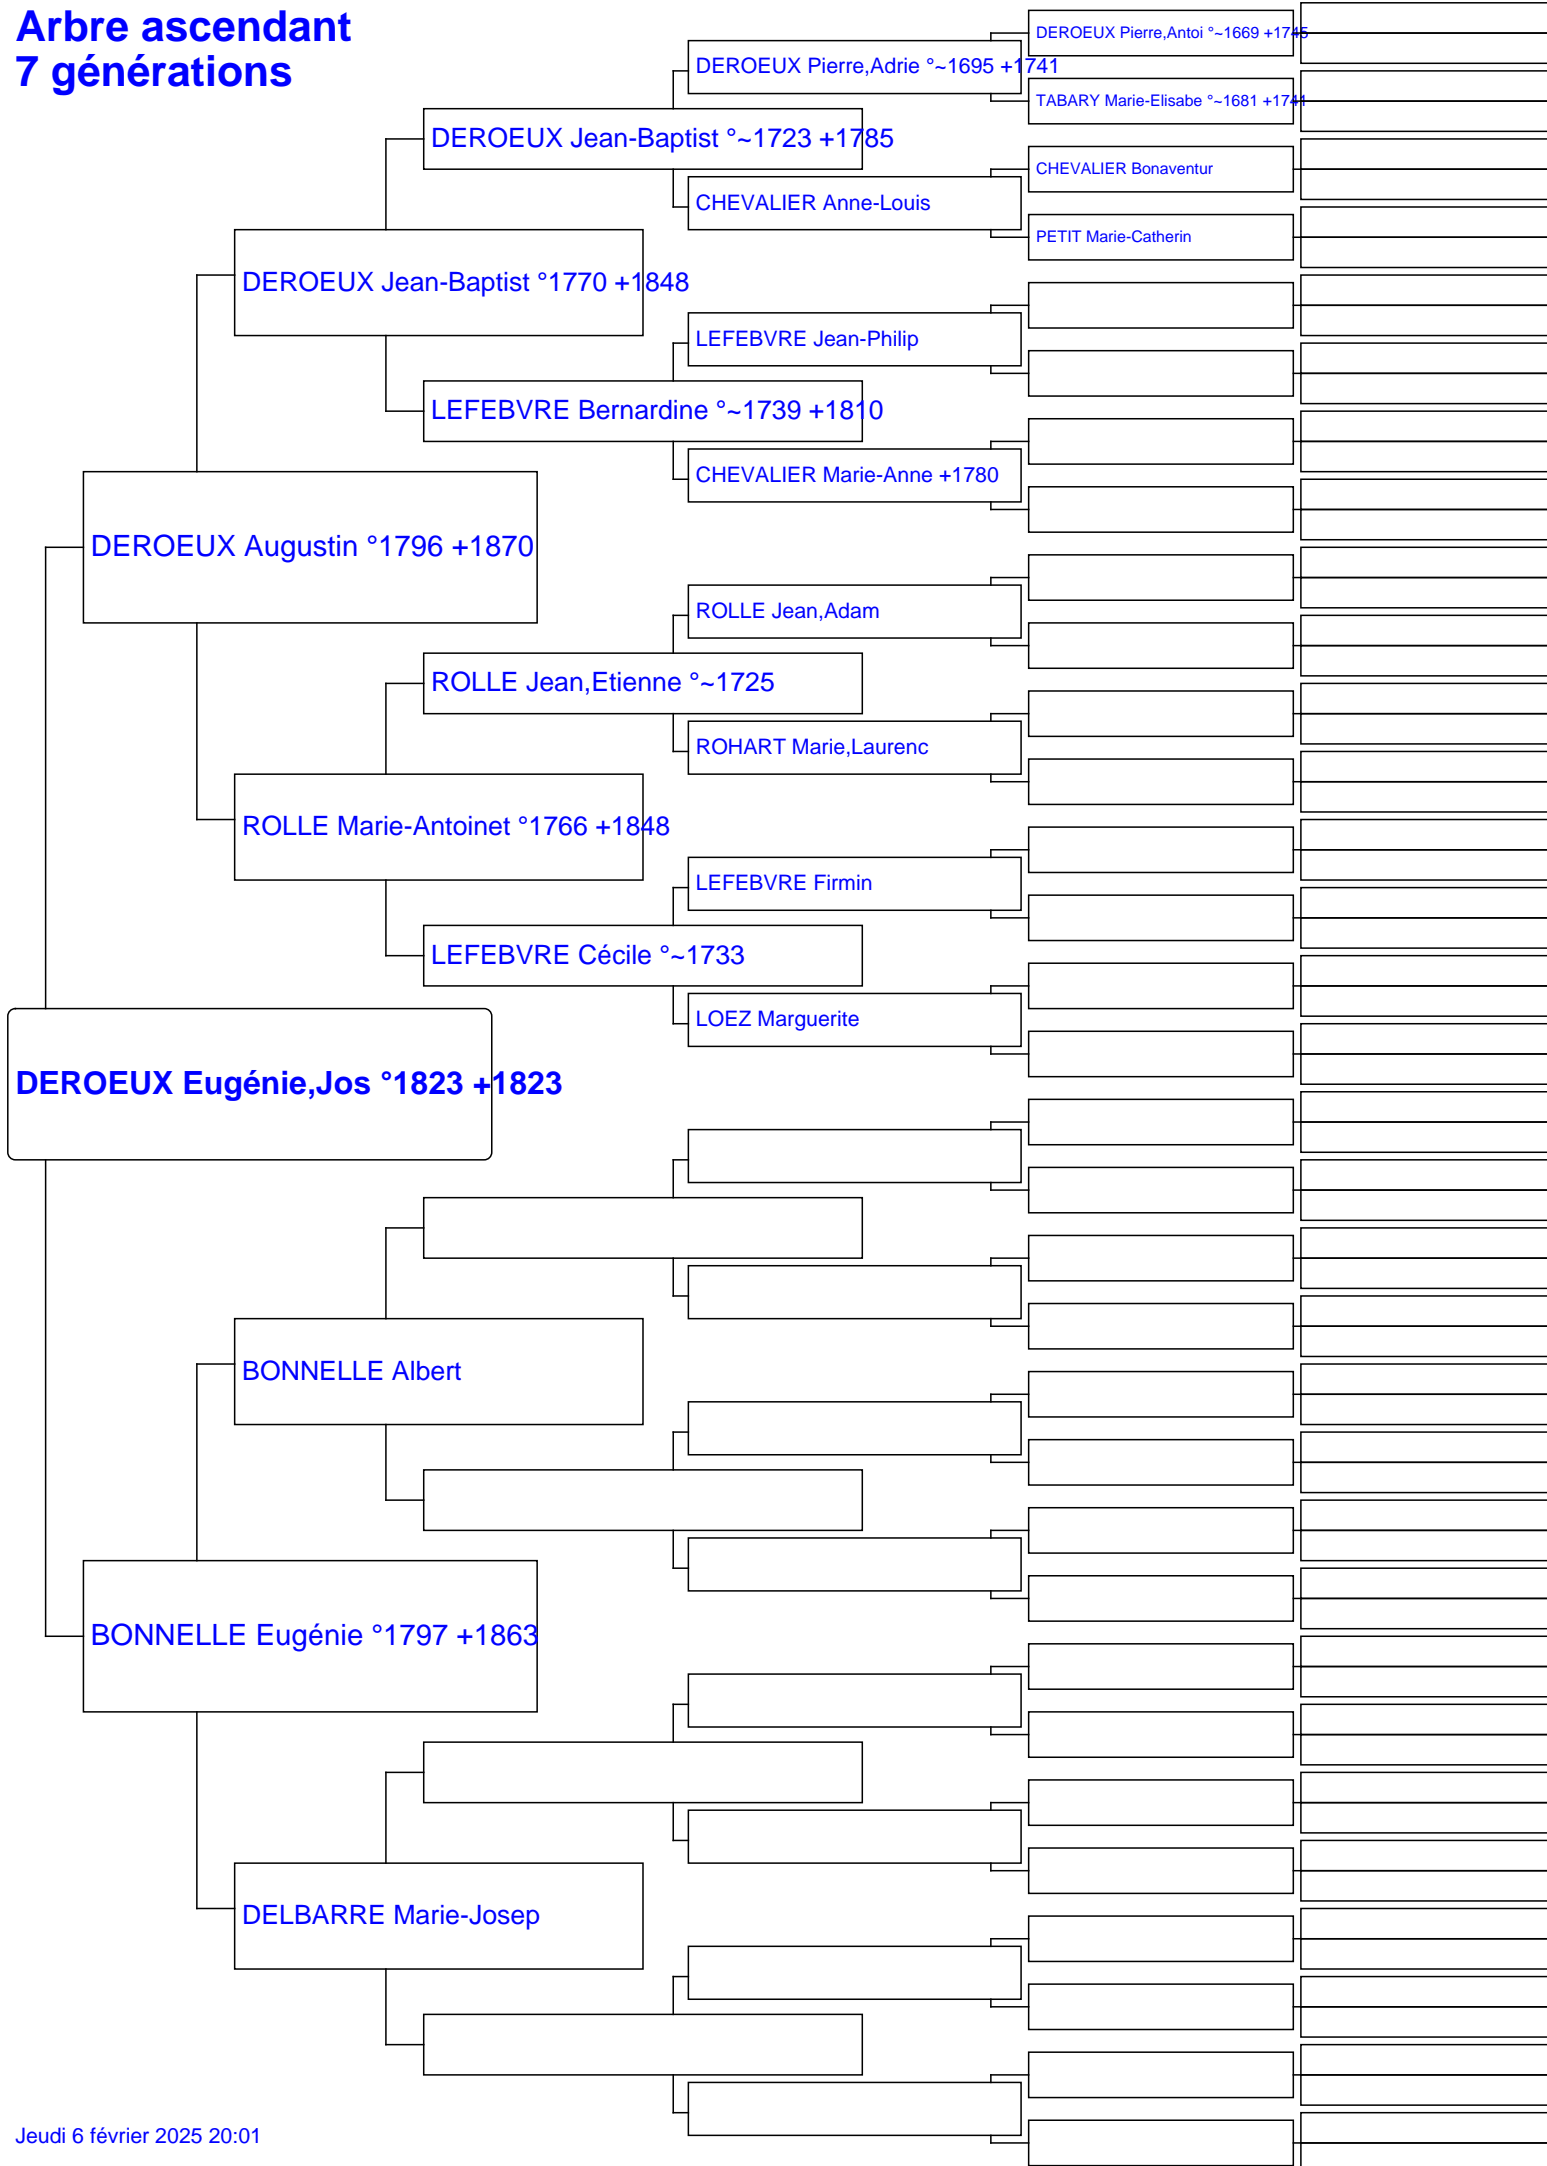 Arbre ascendant
7 générations
DEROEUX Pierre,Antoi °~1669 +1745
DEROEUX Pierre,Adrie °~1695 +1741
TABARY Marie-Elisabe °~1681 +1741
DEROEUX Jean-Baptist °~1723 +1785
CHEVALIER Bonaventur
CHEVALIER Anne-Louis
PETIT Marie-Catherin
DEROEUX Jean-Baptist °1770 +1848
LEFEBVRE Jean-Philip
LEFEBVRE Bernardine °~1739 +1810
CHEVALIER Marie-Anne +1780
DEROEUX Augustin °1796 +1870
ROLLE Jean,Adam
ROLLE Jean,Etienne °~1725
ROHART Marie,Laurenc
ROLLE Marie-Antoinet °1766 +1848
LEFEBVRE Firmin
LEFEBVRE Cécile °~1733
LOEZ Marguerite
DEROEUX Eugénie,Jos °1823 +1823
BONNELLE Albert
BONNELLE Eugénie °1797 +1863
DELBARRE Marie-Josep
Jeudi 6 février 2025 20:01